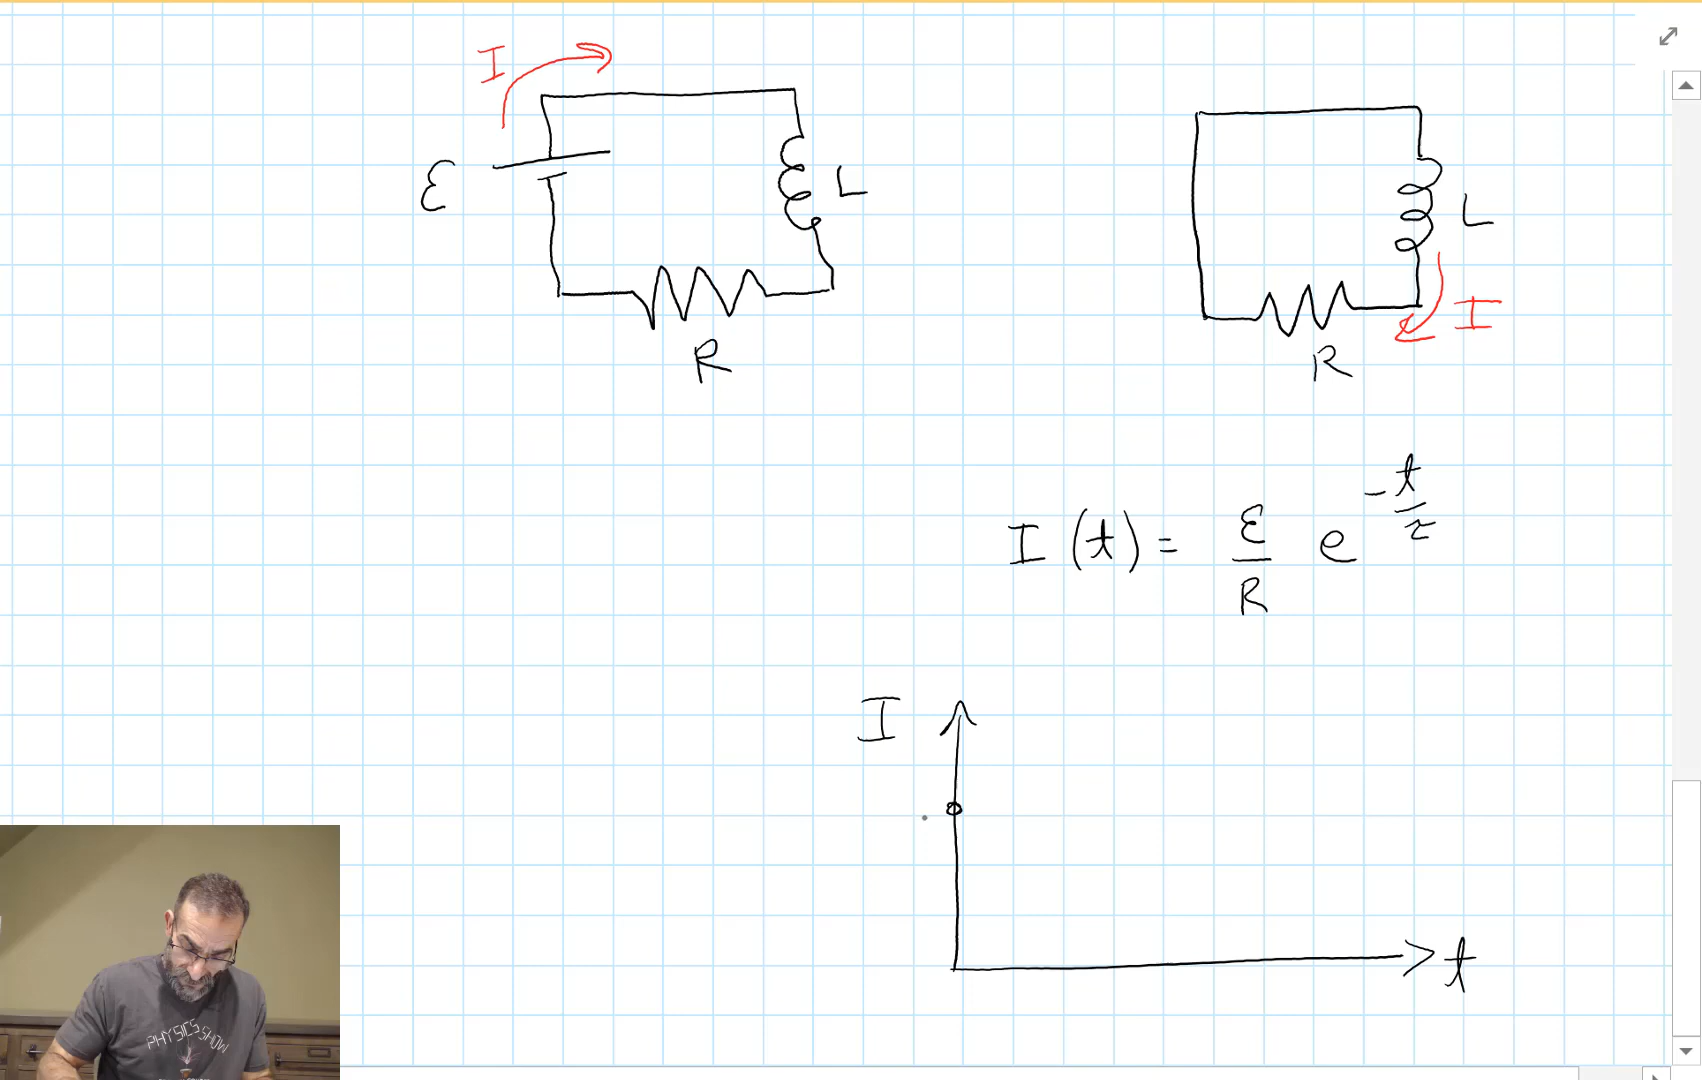 I
ε
L
R
L
I
R
I (t) = ε/R e^-t/τ
I
t
PHYSICS SHOW